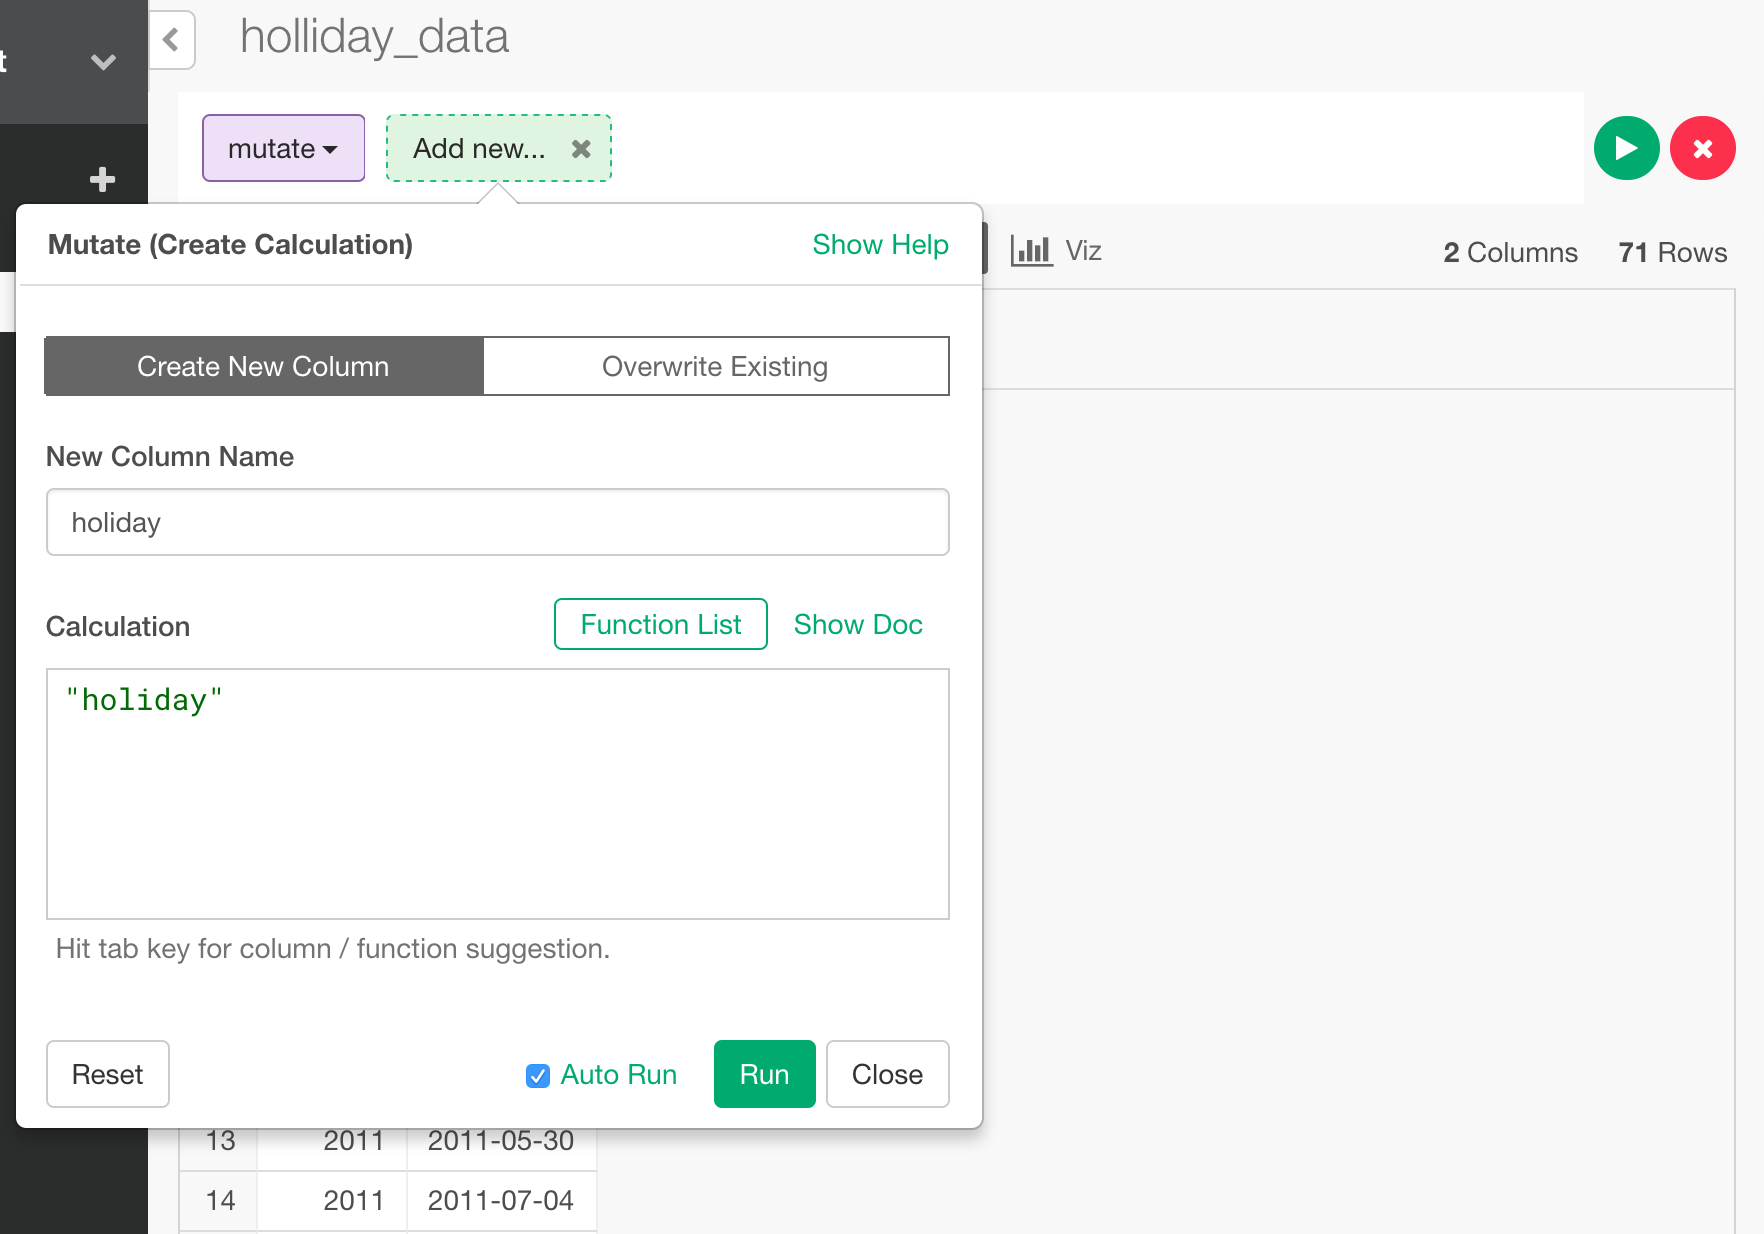 t
holliday_data
mutate
Add new...
Mutate (Create Calculation)
Show Help
Viz
2 Columns
71 Rows
Create New Column
Overwrite Existing
New Column Name
holiday
Calculation
Function List
Show Doc
"holiday"
Hit tab key for column / function suggestion.
Reset
Auto Run
Run
Close
13 2011 2011-05-30
14 2011 2011-07-04